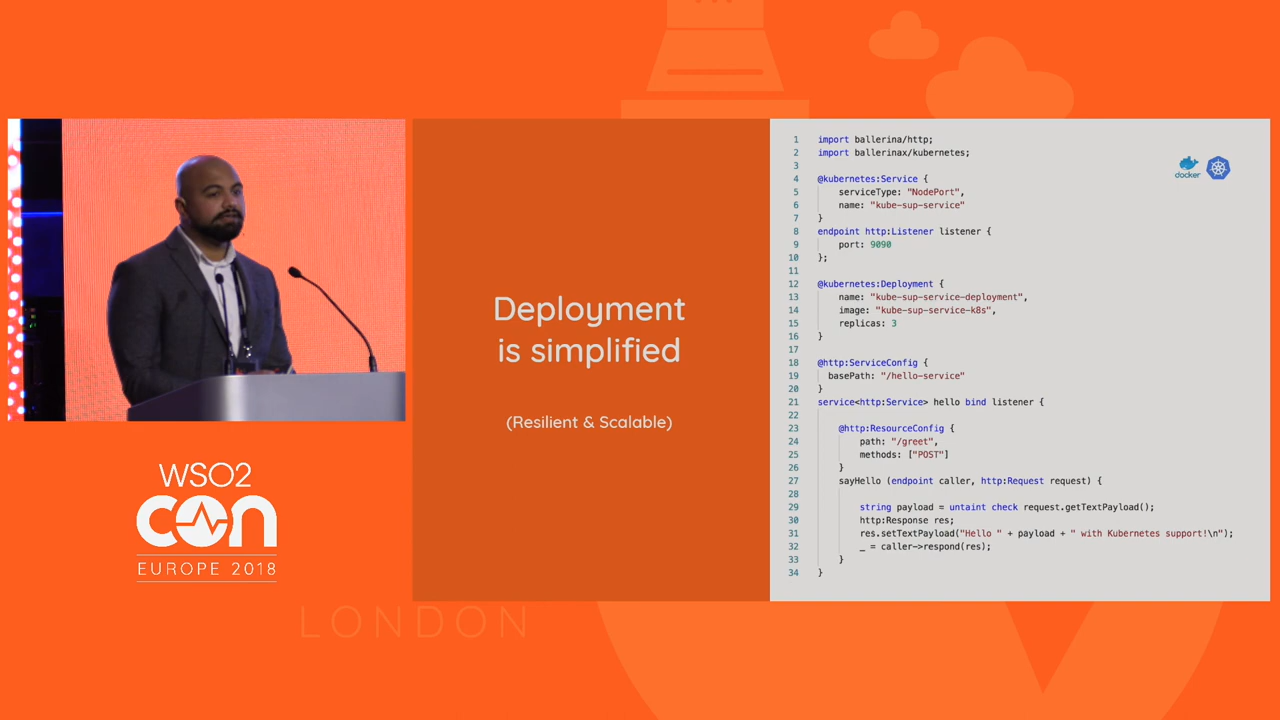 WSO2
con
EUROPE 2018
LONDON
Deployment
is simplified
(Resilient & Scalable)
docker
1 import ballerina/http;
2 import ballerinax/kubernetes;
3
4 @kubernetes:Service {
5 serviceType: "NodePort",
6 name: "kube-sup-service"
7 }
8 endpoint http:Listener listener {
9 port: 9090
10 };
11
12 @kubernetes:Deployment {
13 name: "kube-sup-service-deployment",
14 image: "kube-sup-service-k8s",
15 replicas: 3
16 }
17
18 @http:ServiceConfig {
19 basePath: "/hello-service"
20 }
21 service<http:Service> hello bind listener {
22
23 @http:ResourceConfig {
24 path: "/greet",
25 methods: ["POST"]
26 }
27 sayHello (endpoint caller, http:Request request) {
28
29 string payload = untaint check request.getTextPayload();
30 http:Response res;
31 res.setTextPayload("Hello " + payload + " with Kubernetes support!\n");
32 _ = caller->respond(res);
33 }
34 }